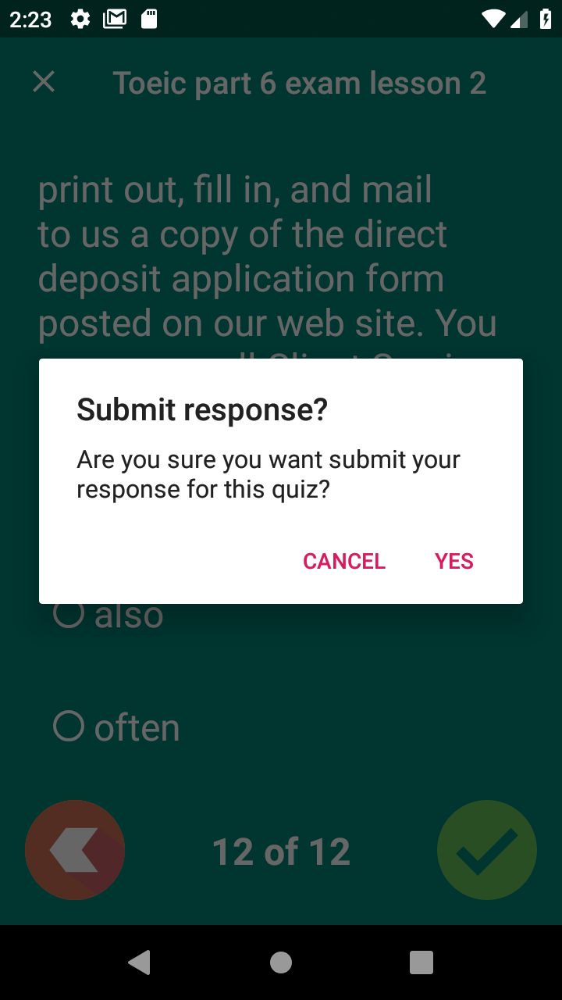 2:23
Toeic part 6 exam lesson 2
print out, fill in, and mail
to us a copy of the direct
deposit application form
posted on our web site. You
Submit response?
Are you sure you want submit your
response for this quiz?
CANCEL YES
also
often
12 of 12